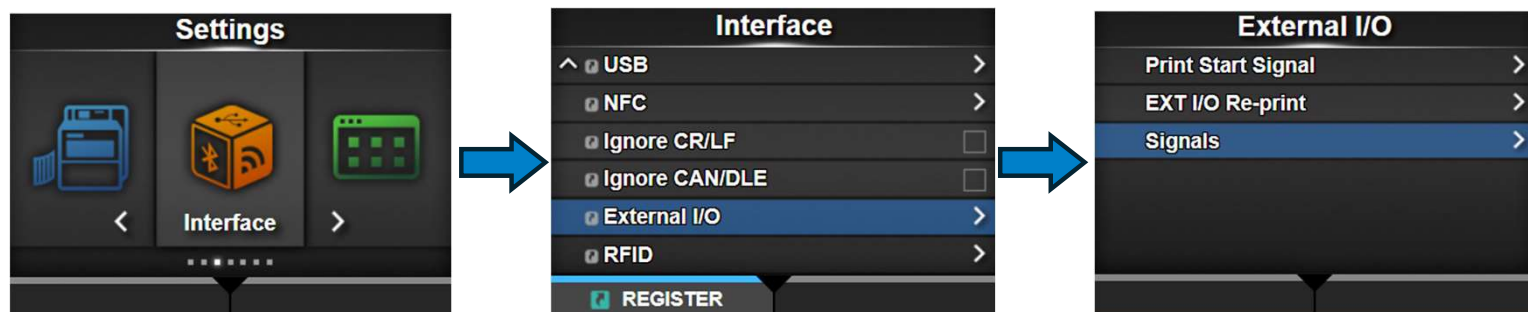 Settings
Interface
Interface
USB
NFC
Ignore CR/LF
Ignore CAN/DLE
External I/O
RFID
REGISTER
External I/O
Print Start Signal
EXT I/O Re-print
Signals